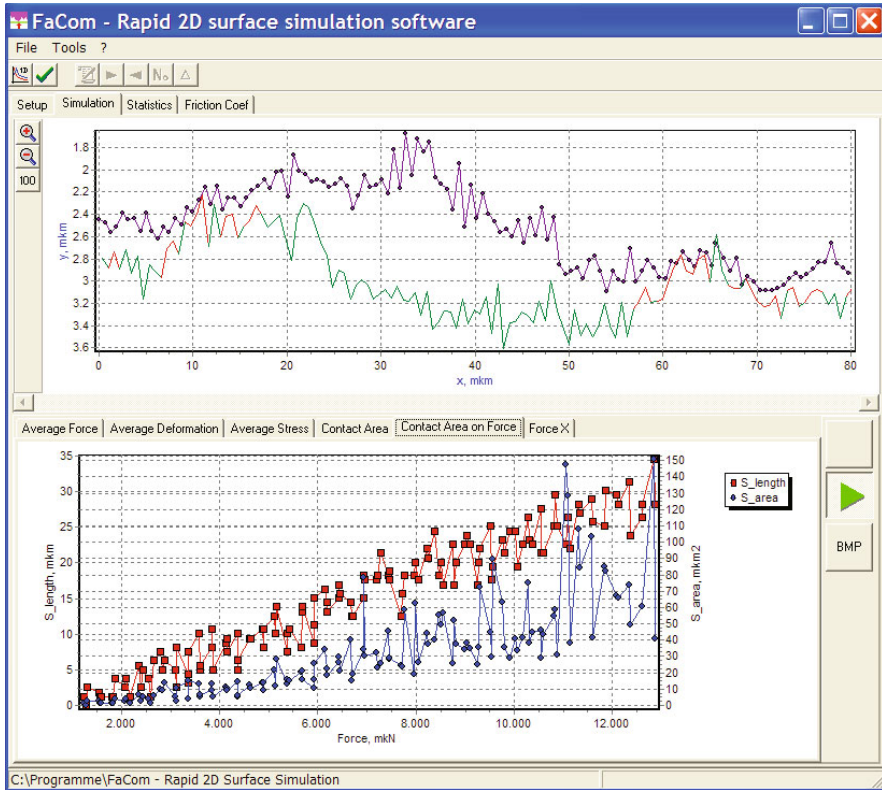 FaCom - Rapid 2D surface simulation software
File Tools ?
Setup Simulation Statistics Friction Coef
100
1.8
2
2.2
2.4
2.6
2.8
3
3.2
3.4
3.6
y, mkm
0 10 20 30 40 50 60 70 80
x, mkm
Average Force Average Deformation Average Stress Contact Area Contact Area on Force Force X
35
30
25
20
15
10
5
0
S_length, mkm
150
140
130
120
110
100
90
80
70
60
50
40
30
20
10
0
S_area, mkm2
S_length
S_area
2.000 4.000 6.000 8.000 10.000 12.000
Force, mkN
BMP
C:\Programme\FaCom - Rapid 2D Surface Simulation